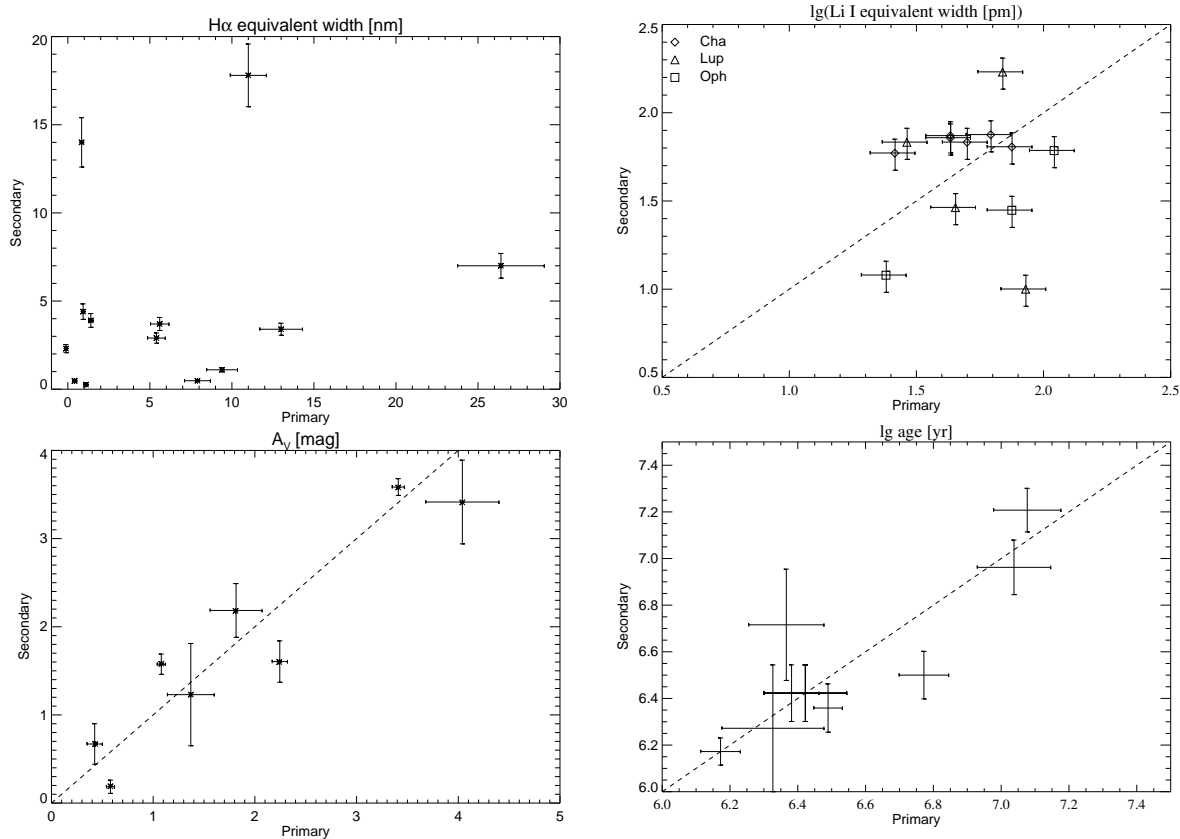 Hα equivalent width [nm]
20
15
10
5
0
Secondary
0 5 10 15 20 25 30
Primary
lg(Li I equivalent width [pm])
2.5
2.0
1.5
1.0
0.5
Secondary
Cha
Lup
Oph
0.5 1.0 1.5 2.0 2.5
Primary
A_V [mag]
4
3
2
1
0
Secondary
0 1 2 3 4 5
Primary
lg age [yr]
7.4
7.2
7.0
6.8
6.6
6.4
6.2
6.0
Secondary
6.0 6.2 6.4 6.6 6.8 7.0 7.2 7.4
Primary